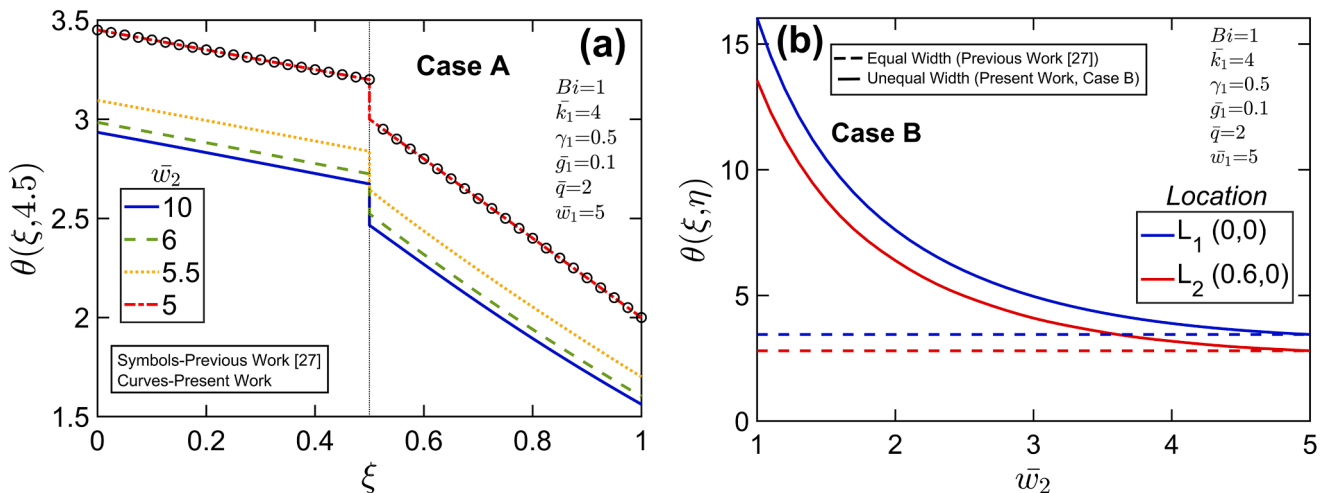 (a)
Case A
Bi=1
k̄₁=4
γ₁=0.5
ḡ₁=0.1
q̄=2
w̄₁=5
w̄₂
10
6
5.5
5
Symbols-Previous Work [27]
Curves-Present Work
θ(ξ,4.5)
3.5
3
2.5
2
1.5
0
0.2
0.4
0.6
0.8
1
ξ
(b)
Equal Width (Previous Work [27])
Unequal Width (Present Work, Case B)
Case B
Bi=1
k̄₁=4
γ₁=0.5
ḡ₁=0.1
q̄=2
w̄₁=5
Location
L₁ (0,0)
L₂ (0.6,0)
θ(ξ,η)
15
10
5
0
1
2
3
4
5
w̄₂